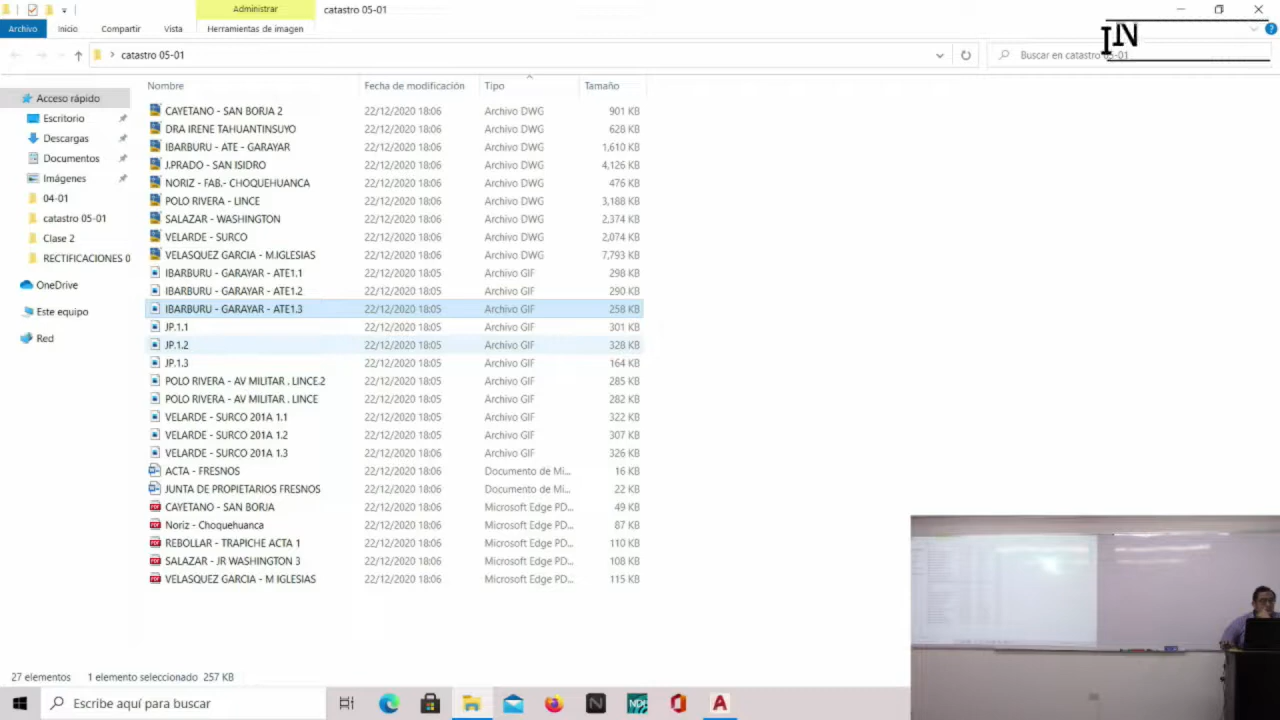 Administrar
catastro 05-01
Archivo
Inicio
Compartir
Vista
Herramientas de imagen
IN
catastro 05-01
Buscar en catastro 05-01
Nombre
Fecha de modificación
Tipo
Tamaño
Acceso rápido
Escritorio
Descargas
Documentos
Imágenes
04-01
catastro 05-01
Clase 2
RECTIFICACIONES 0
OneDrive
Este equipo
Red
CAYETANO - SAN BORJA 2 22/12/2020 18:06 Archivo DWG 901 KB
DRA IRENE TAHUANTINSUYO 22/12/2020 18:06 Archivo DWG 628 KB
IBARBURU - ATE - GARAYAR 22/12/2020 18:06 Archivo DWG 1,610 KB
J.PRADO - SAN ISIDRO 22/12/2020 18:06 Archivo DWG 4,126 KB
NORIZ - FAB.- CHOQUEHUANCA 22/12/2020 18:06 Archivo DWG 476 KB
POLO RIVERA - LINCE 22/12/2020 18:06 Archivo DWG 3,188 KB
SALAZAR - WASHINGTON 22/12/2020 18:06 Archivo DWG 2,374 KB
VELARDE - SURCO 22/12/2020 18:06 Archivo DWG 2,074 KB
VELASQUEZ GARCIA - M.IGLESIAS 22/12/2020 18:06 Archivo DWG 7,793 KB
IBARBURU - GARAYAR - ATE1.1 22/12/2020 18:05 Archivo GIF 298 KB
IBARBURU - GARAYAR - ATE1.2 22/12/2020 18:05 Archivo GIF 290 KB
IBARBURU - GARAYAR - ATE1.3 22/12/2020 18:05 Archivo GIF 258 KB
JP.1.1 22/12/2020 18:05 Archivo GIF 301 KB
JP.1.2 22/12/2020 18:05 Archivo GIF 328 KB
JP.1.3 22/12/2020 18:05 Archivo GIF 164 KB
POLO RIVERA - AV MILITAR . LINCE.2 22/12/2020 18:05 Archivo GIF 285 KB
POLO RIVERA - AV MILITAR . LINCE 22/12/2020 18:05 Archivo GIF 282 KB
VELARDE - SURCO 201A 1.1 22/12/2020 18:05 Archivo GIF 322 KB
VELARDE - SURCO 201A 1.2 22/12/2020 18:05 Archivo GIF 307 KB
VELARDE - SURCO 201A 1.3 22/12/2020 18:05 Archivo GIF 326 KB
ACTA - FRESNOS 22/12/2020 18:06 Documento de Mi... 16 KB
JUNTA DE PROPIETARIOS FRESNOS 22/12/2020 18:06 Documento de Mi... 22 KB
CAYETANO - SAN BORJA 22/12/2020 18:06 Microsoft Edge PD... 49 KB
Noriz - Choquehuanca 22/12/2020 18:06 Microsoft Edge PD... 87 KB
REBOLLAR - TRAPICHE ACTA 1 22/12/2020 18:06 Microsoft Edge PD... 110 KB
SALAZAR - JR WASHINGTON 3 22/12/2020 18:06 Microsoft Edge PD... 108 KB
VELASQUEZ GARCIA - M IGLESIAS 22/12/2020 18:06 Microsoft Edge PD... 115 KB
27 elementos 1 elemento seleccionado 257 KB
Escribe aquí para buscar